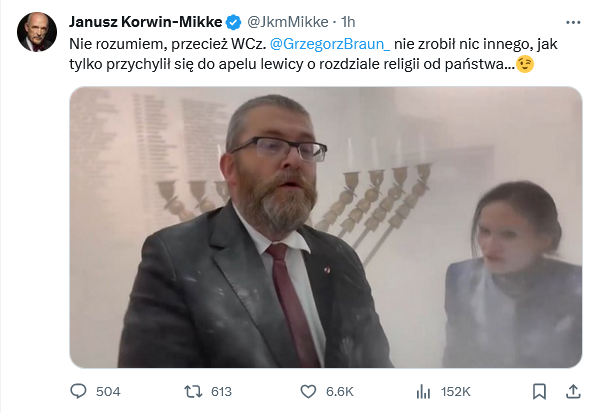 Janusz Korwin-Mikke @JkmMikke · 1h
Nie rozumiem, przecież WCz. @GrzegorzBraun_ nie zrobił nic innego, jak
tylko przychylił się do apelu lewicy o rozdziale religii od państwa...😉
504 613 6.6K 152K